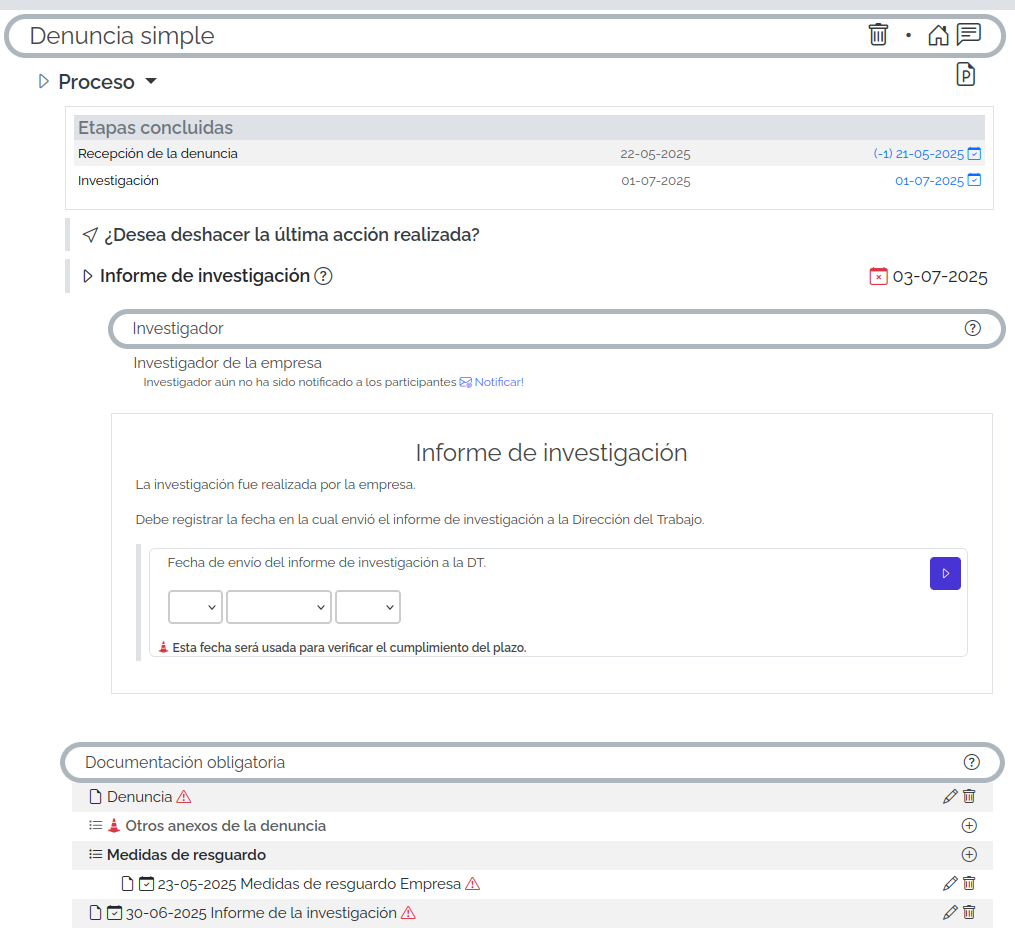 Denuncia simple
Proceso
Etapas concluidas
Recepción de la denuncia 22-05-2025 (-1) 21-05-2025
Investigación 01-07-2025 01-07-2025
¿Desea deshacer la última acción realizada?
Informe de investigación 03-07-2025
Investigador
Investigador de la empresa
Investigador aún no ha sido notificado a los participantes Notificar!
Informe de investigación
La investigación fue realizada por la empresa.
Debe registrar la fecha en la cual envió el informe de investigación a la Dirección del Trabajo.
Fecha de envío del informe de investigación a la DT.
Esta fecha será usada para verificar el cumplimiento del plazo.
Documentación obligatoria
Denuncia
Otros anexos de la denuncia
Medidas de resguardo
23-05-2025 Medidas de resguardo Empresa
30-06-2025 Informe de la investigación